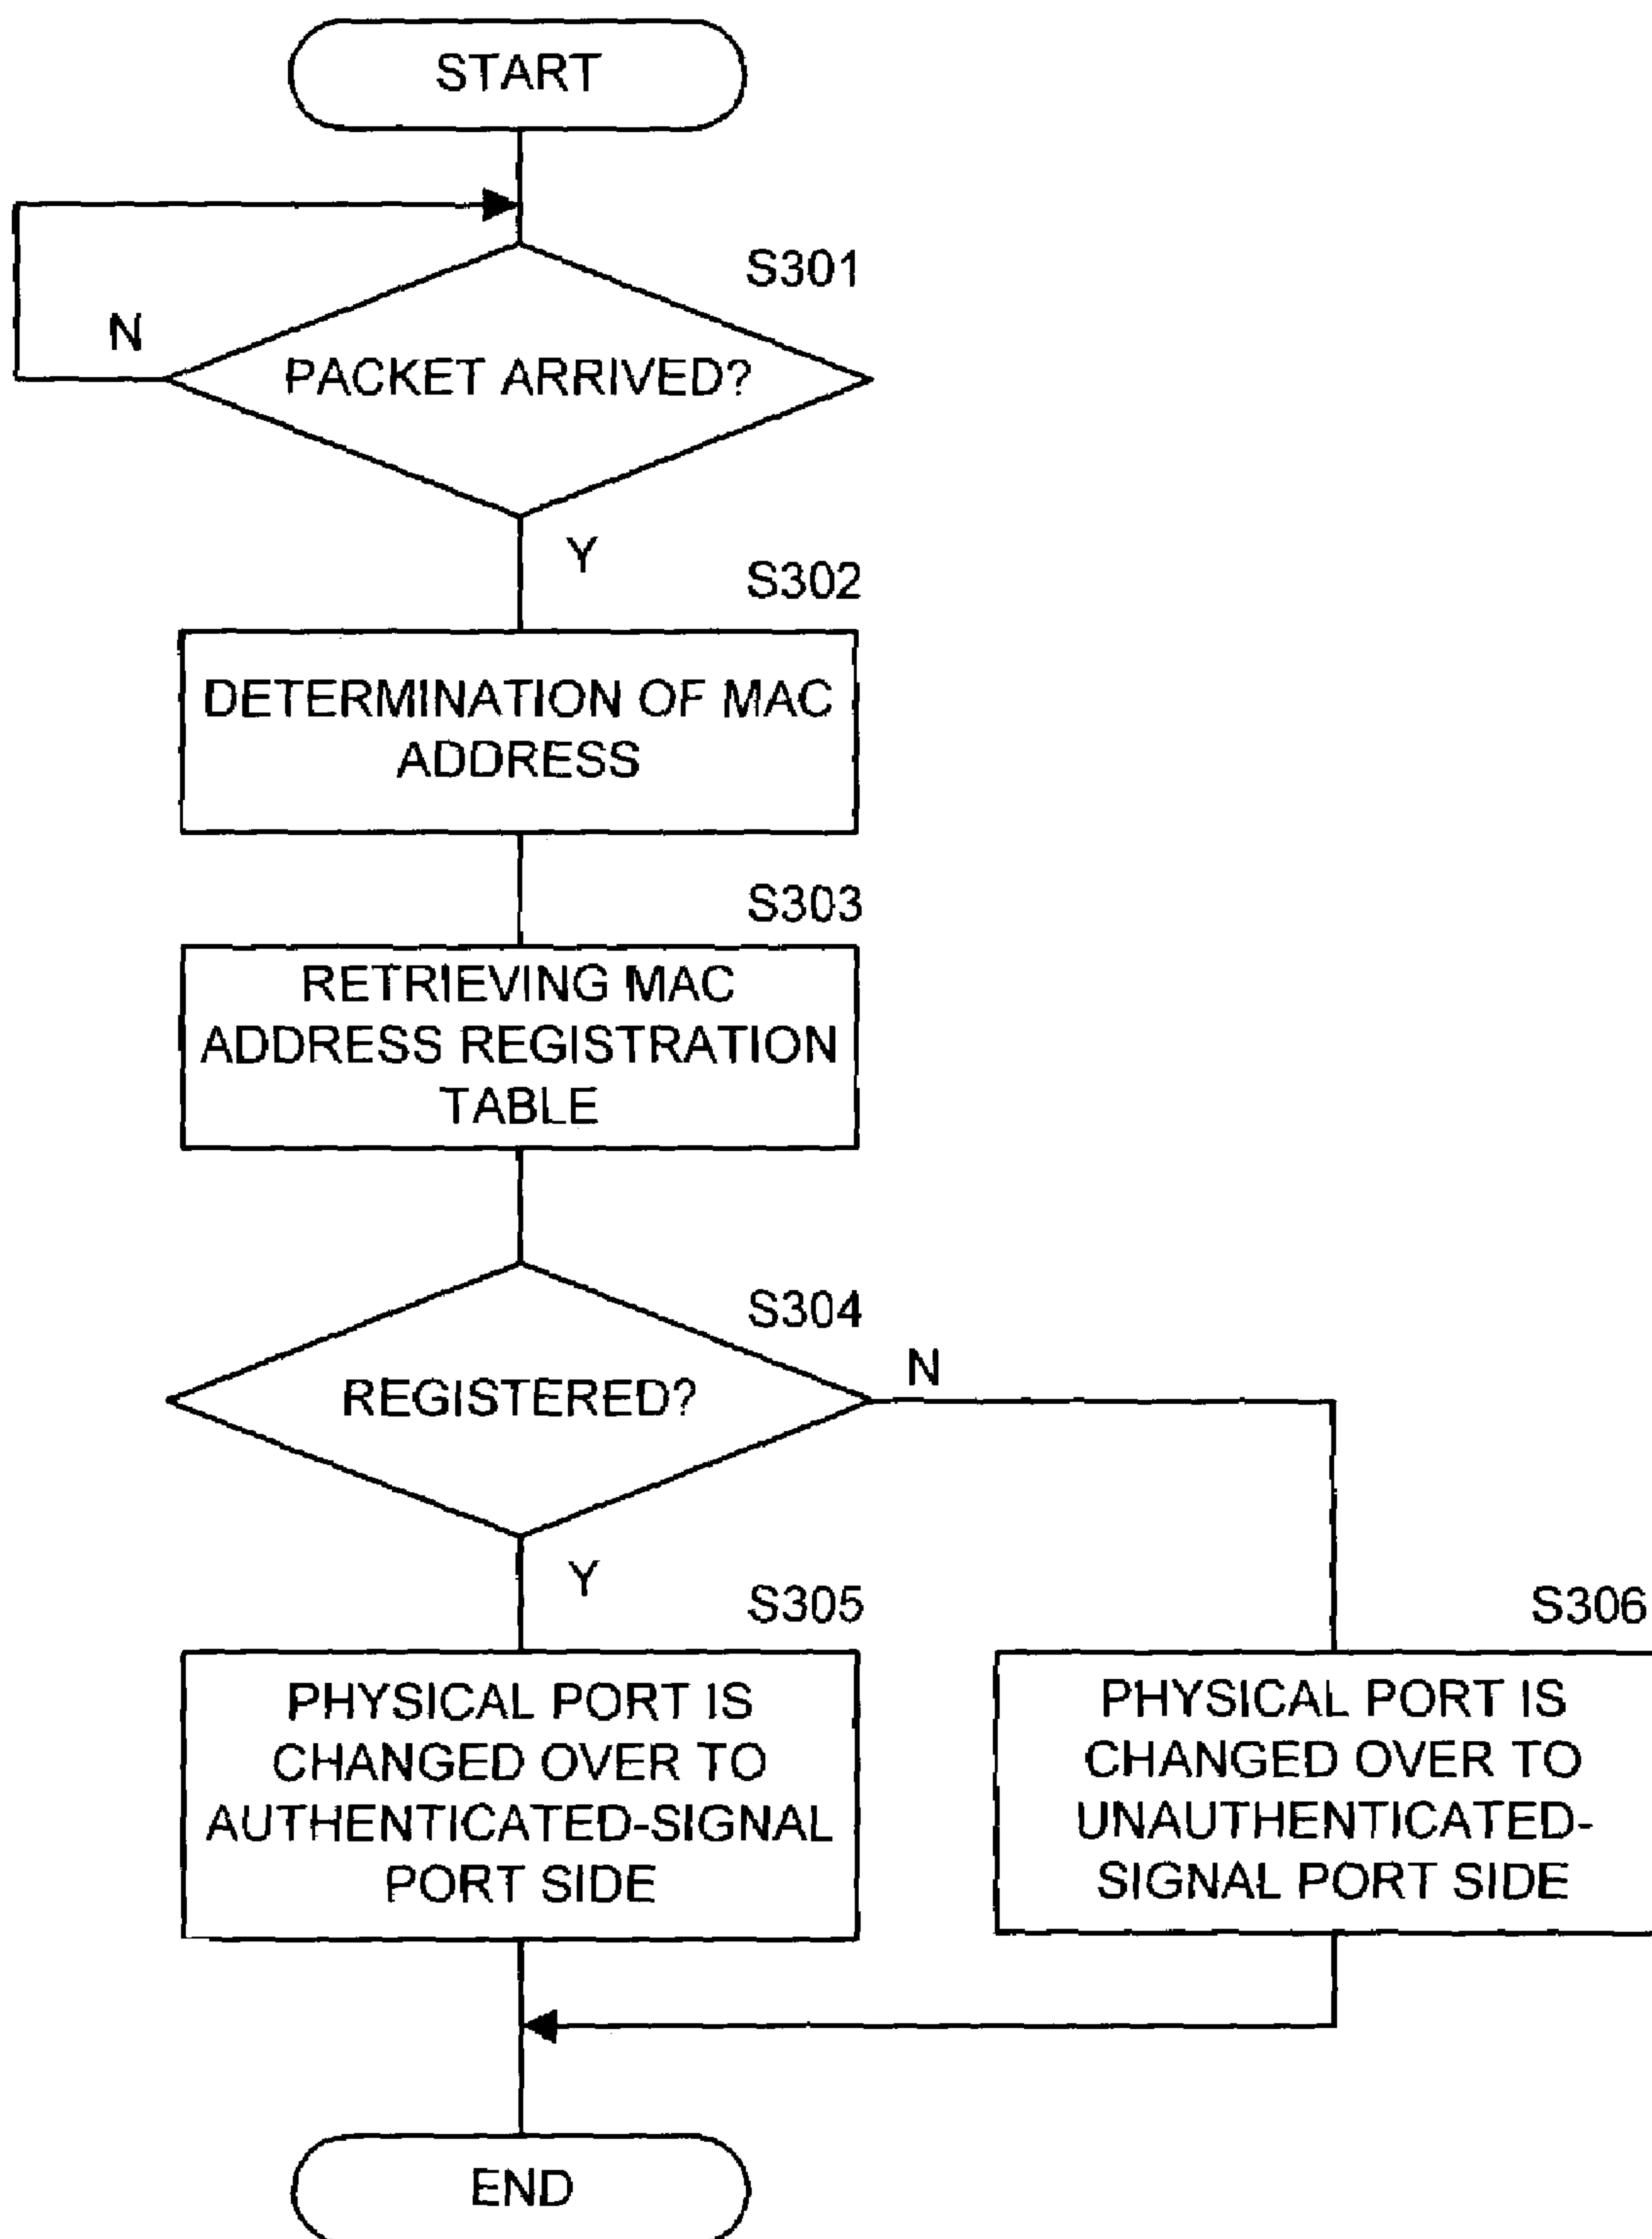 START
S301
N
PACKET ARRIVED?
Y
S302
DETERMINATION OF MAC
ADDRESS
S303
RETRIEVING MAC
ADDRESS REGISTRATION
TABLE
S304
N
REGISTERED?
Y
S305
PHYSICAL PORT IS
CHANGED OVER TO
AUTHENTICATED-SIGNAL
PORT SIDE
S306
PHYSICAL PORT IS
CHANGED OVER TO
UNAUTHENTICATED-
SIGNAL PORT SIDE
END